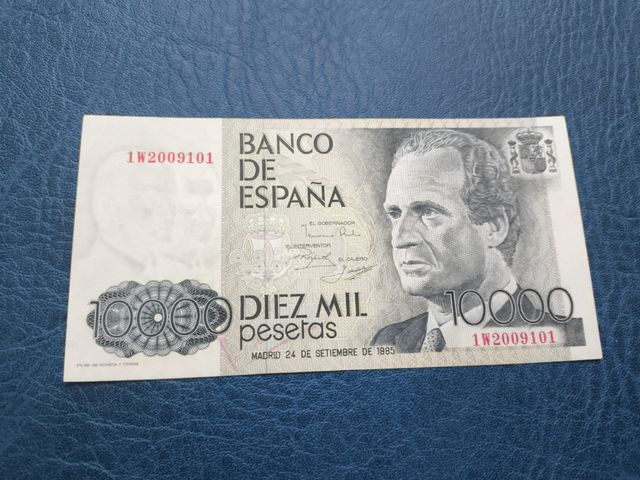 1W2009101
BANCO
DE
ESPAÑA
EL GOBERNADOR
EL INTERVENTOR
EL CAJERO
10000
DIEZ MIL
pesetas
10000
1W2009101
MADRID 24 DE SETIEMBRE DE 1985